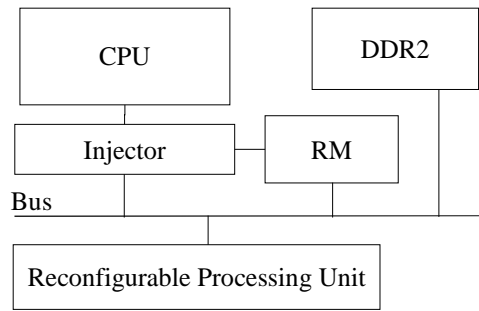 CPU
DDR2
Injector
RM
Bus
Reconfigurable Processing Unit